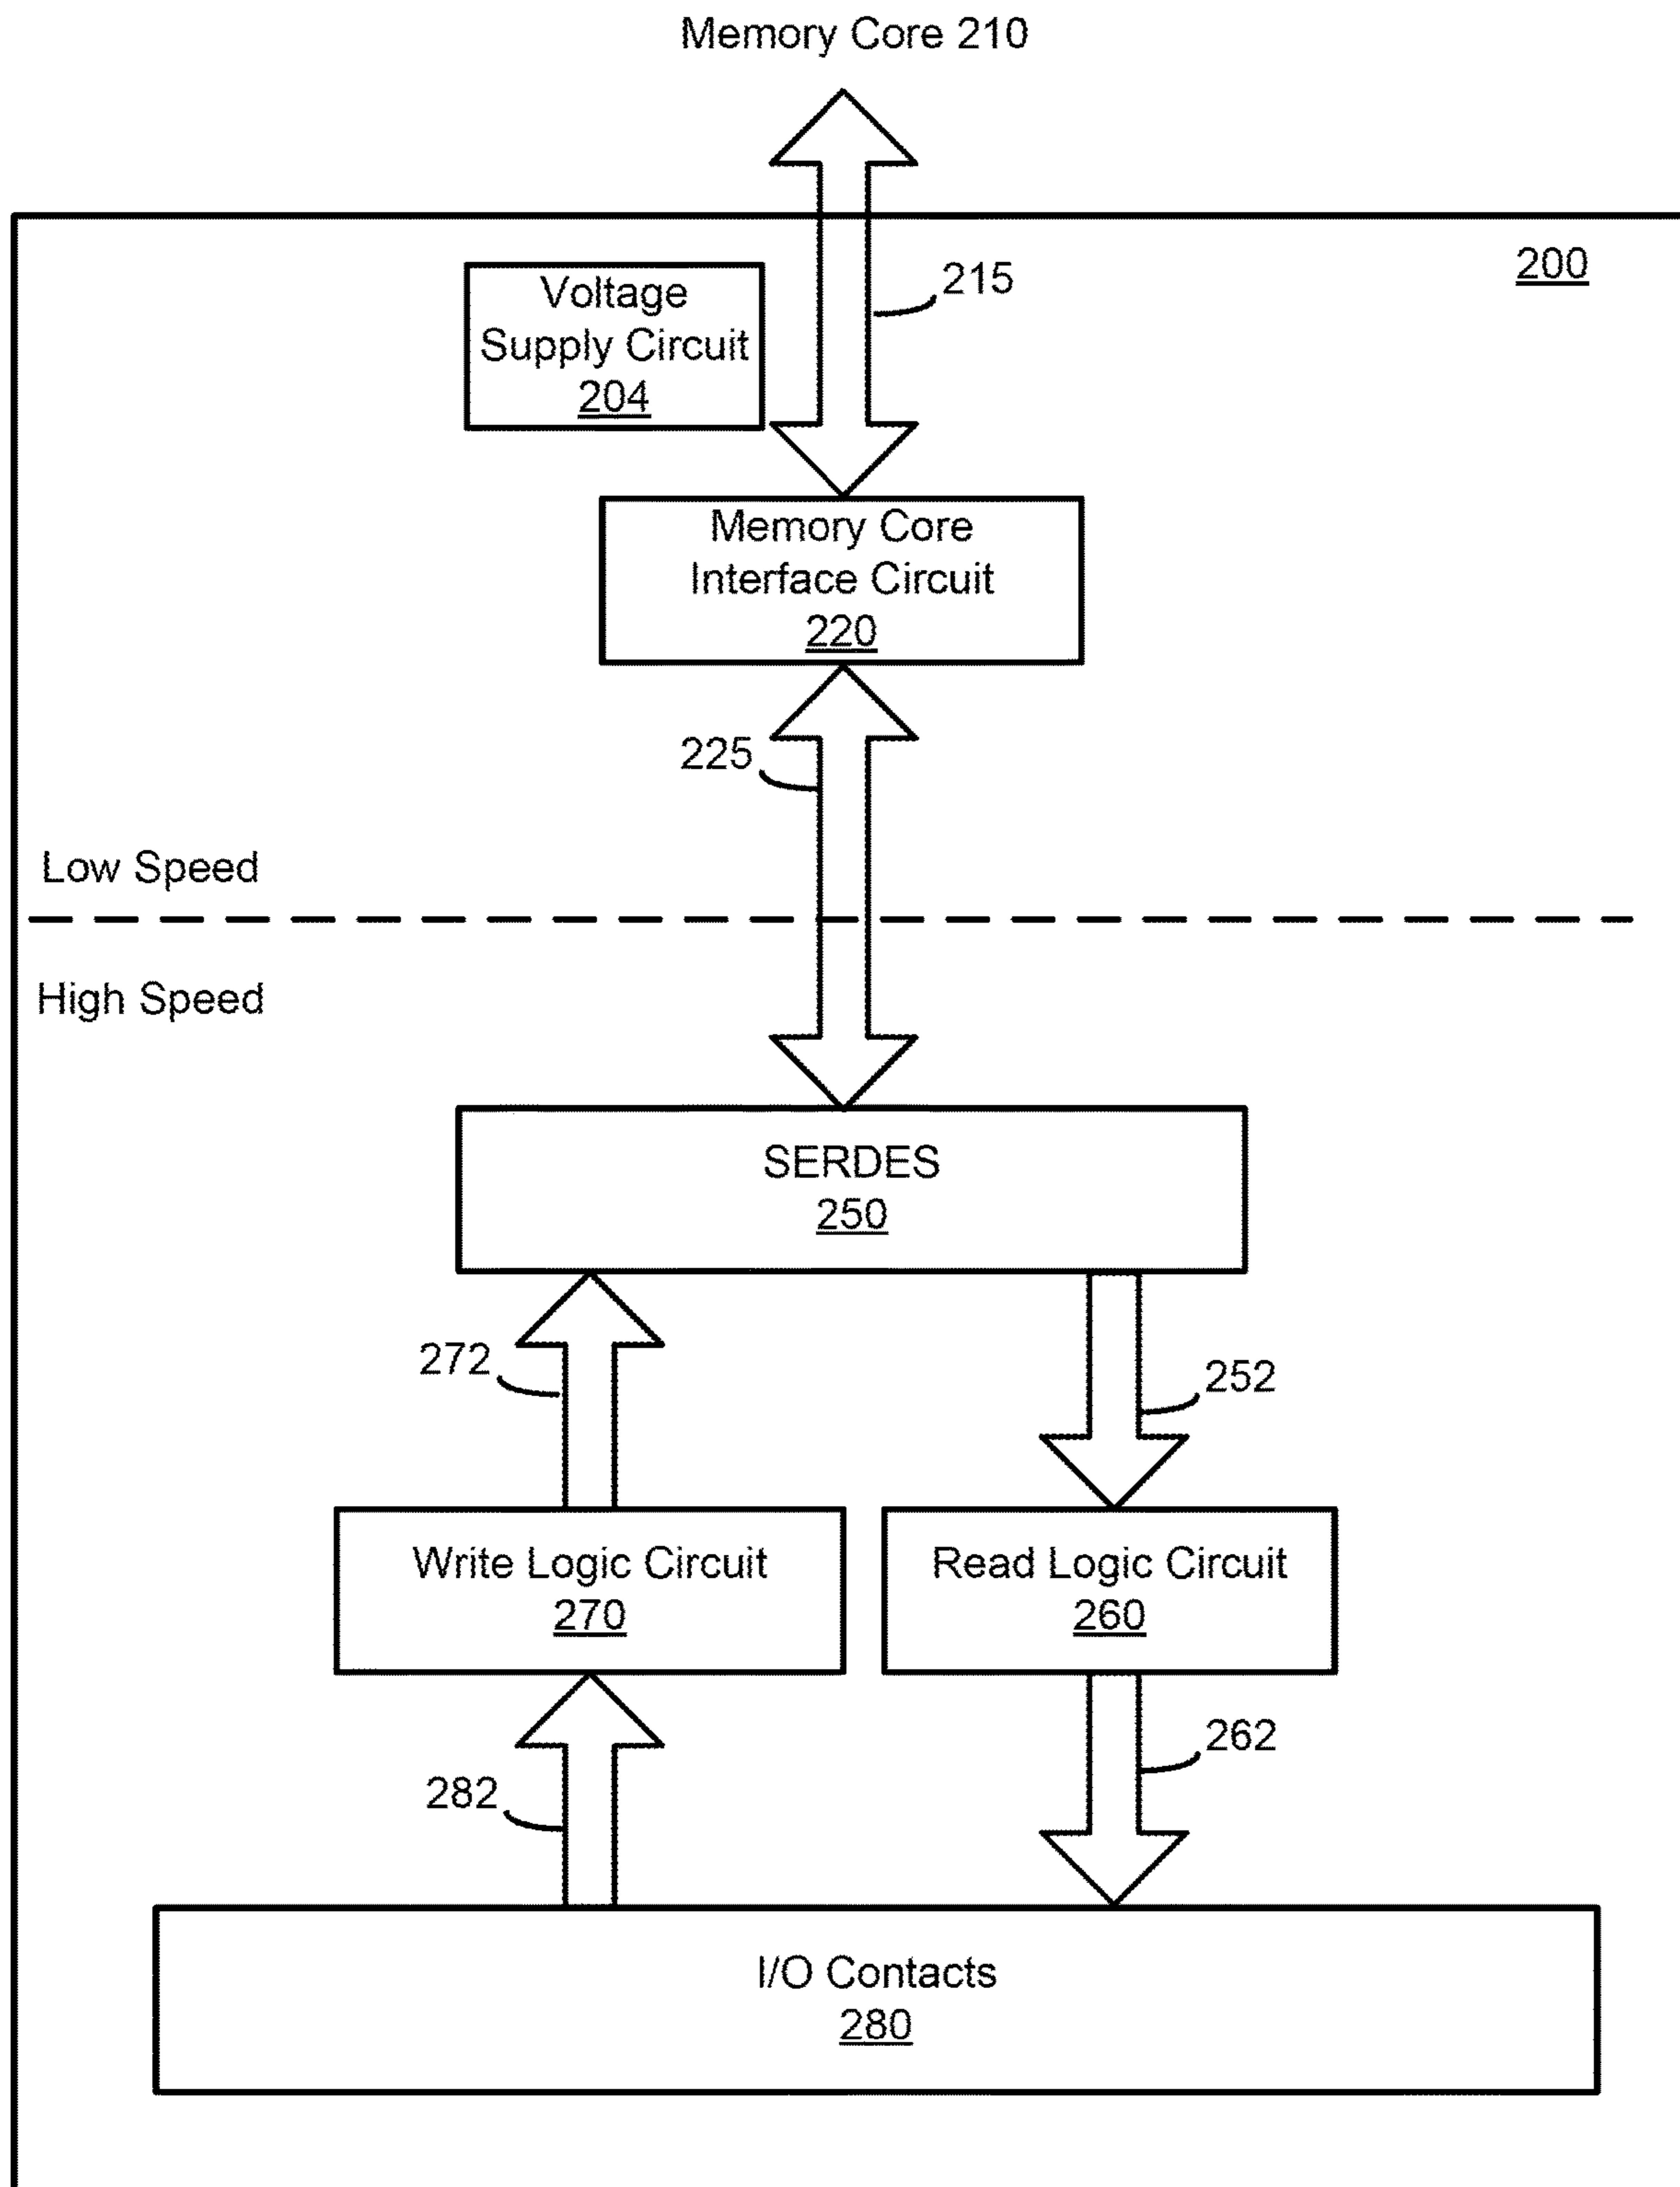 Memory Core 210
200
Voltage
Supply Circuit
204
215
Memory Core
Interface Circuit
220
225
Low Speed
High Speed
SERDES
250
272
252
Write Logic Circuit
270
Read Logic Circuit
260
262
282
I/O Contacts
280